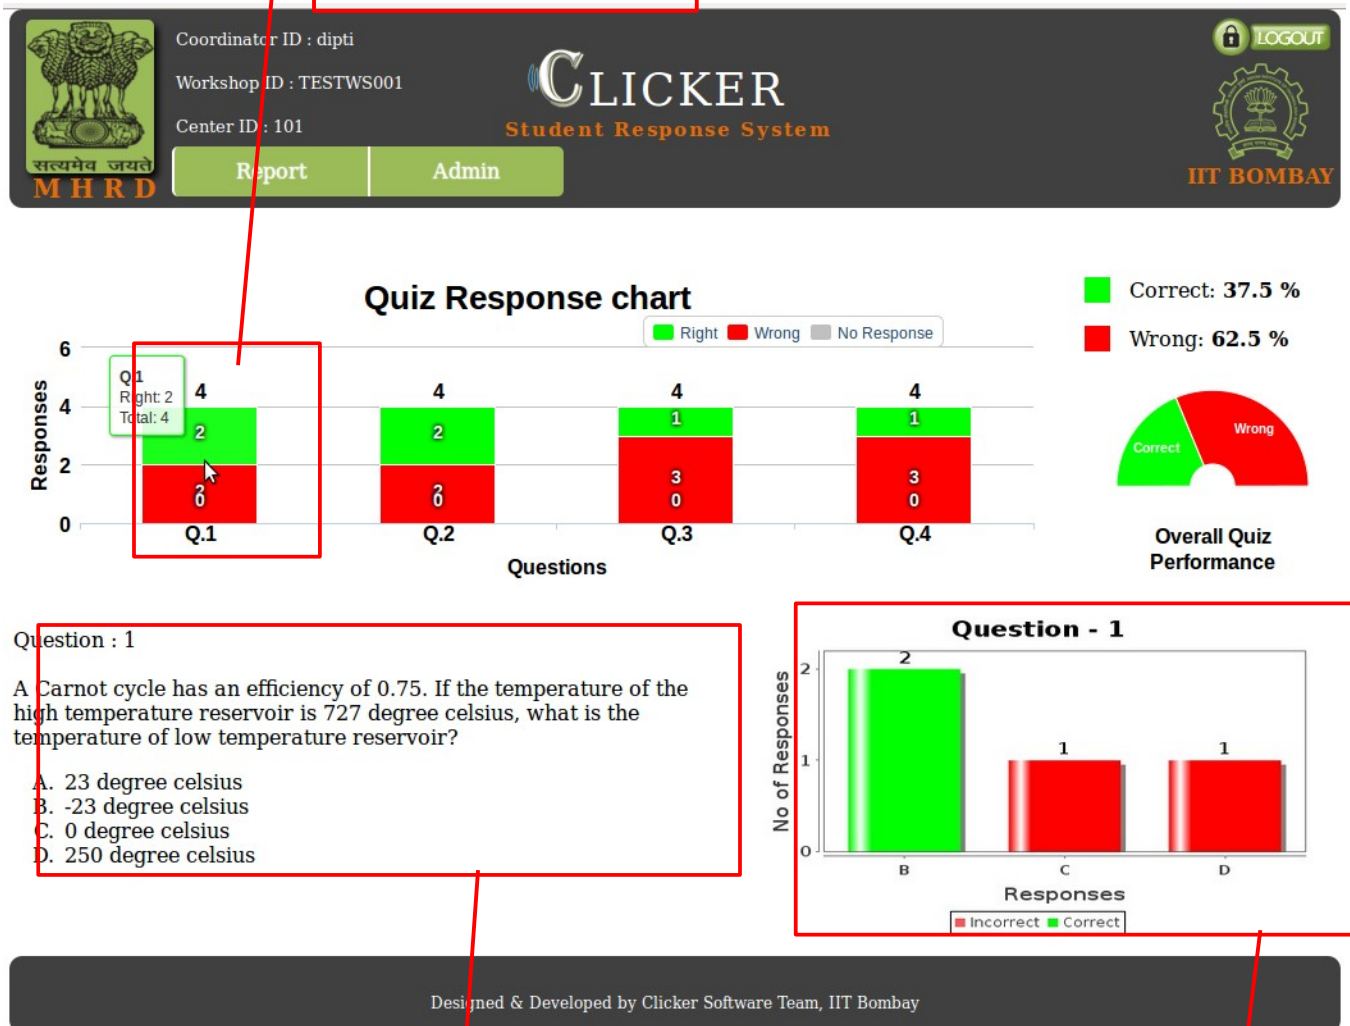 Coordinator ID : dipti
Workshop ID : TESTWS001
Center ID : 101
Report
Admin
CLICKER
Student Response System
LOGOUT
सत्यमेव जयते
MHRD
IIT BOMBAY
Quiz Response chart
Right Wrong No Response
Correct: 37.5 %
Wrong: 62.5 %
Responses
6
4
2
0
Q.1
Right: 2
Total: 4
4 4 4 4
2 2 1 1
2 2 3 3
0 0 0 0
Q.1 Q.2 Q.3 Q.4
Questions
Correct
Wrong
Overall Quiz
Performance
Question : 1
A Carnot cycle has an efficiency of 0.75. If the temperature of the
high temperature reservoir is 727 degree celsius, what is the
temperature of low temperature reservoir?
A. 23 degree celsius
B. -23 degree celsius
C. 0 degree celsius
D. 250 degree celsius
Question - 1
No of Responses
2
1
0
2 1 1
B C D
Responses
Incorrect Correct
Designed & Developed by Clicker Software Team, IIT Bombay